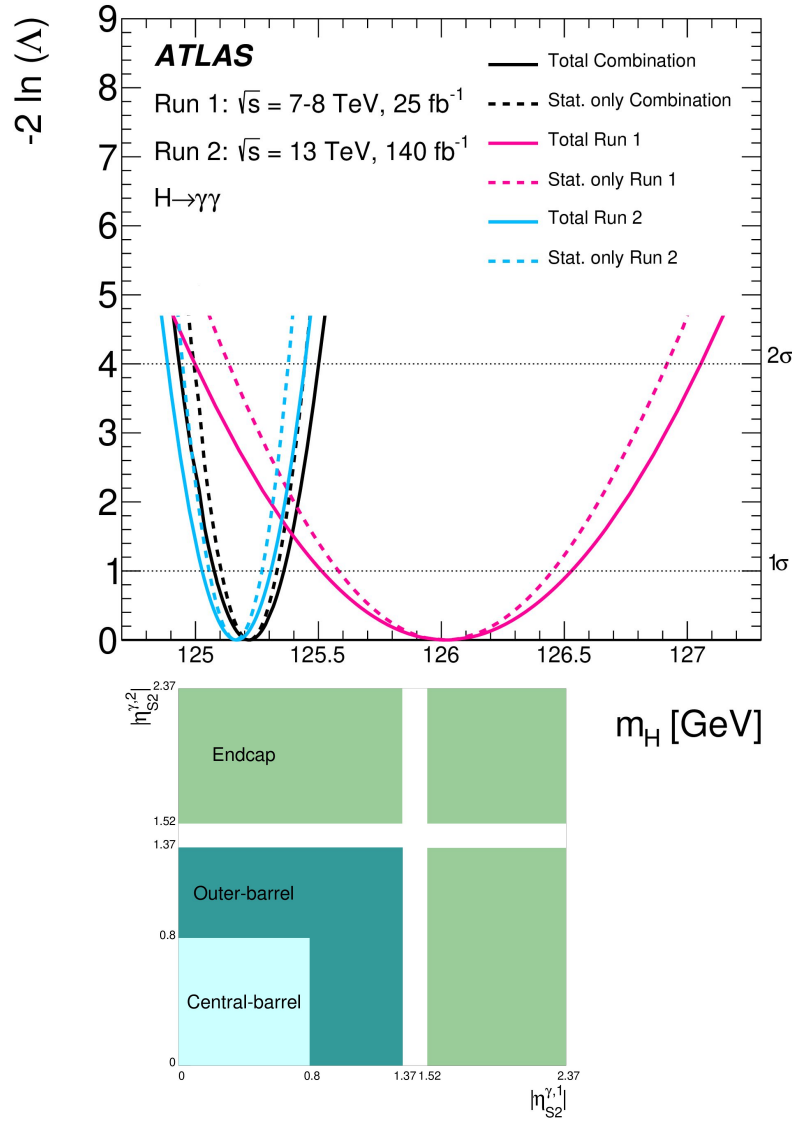 -2 ln (Λ)
9
8
7
6
5
4
3
2
1
0
ATLAS
Run 1: √s = 7-8 TeV, 25 fb⁻¹
Run 2: √s = 13 TeV, 140 fb⁻¹
H→γγ
Total Combination
Stat. only Combination
Total Run 1
Stat. only Run 1
Total Run 2
Stat. only Run 2
2σ
1σ
125 125.5 126 126.5 127
m_H [GeV]
|η_S2^γ,2|
2.37
1.52
1.37
0.8
0
Endcap
Outer-barrel
Central-barrel
0 0.8 1.37 1.52 2.37
|η_S2^γ,1|